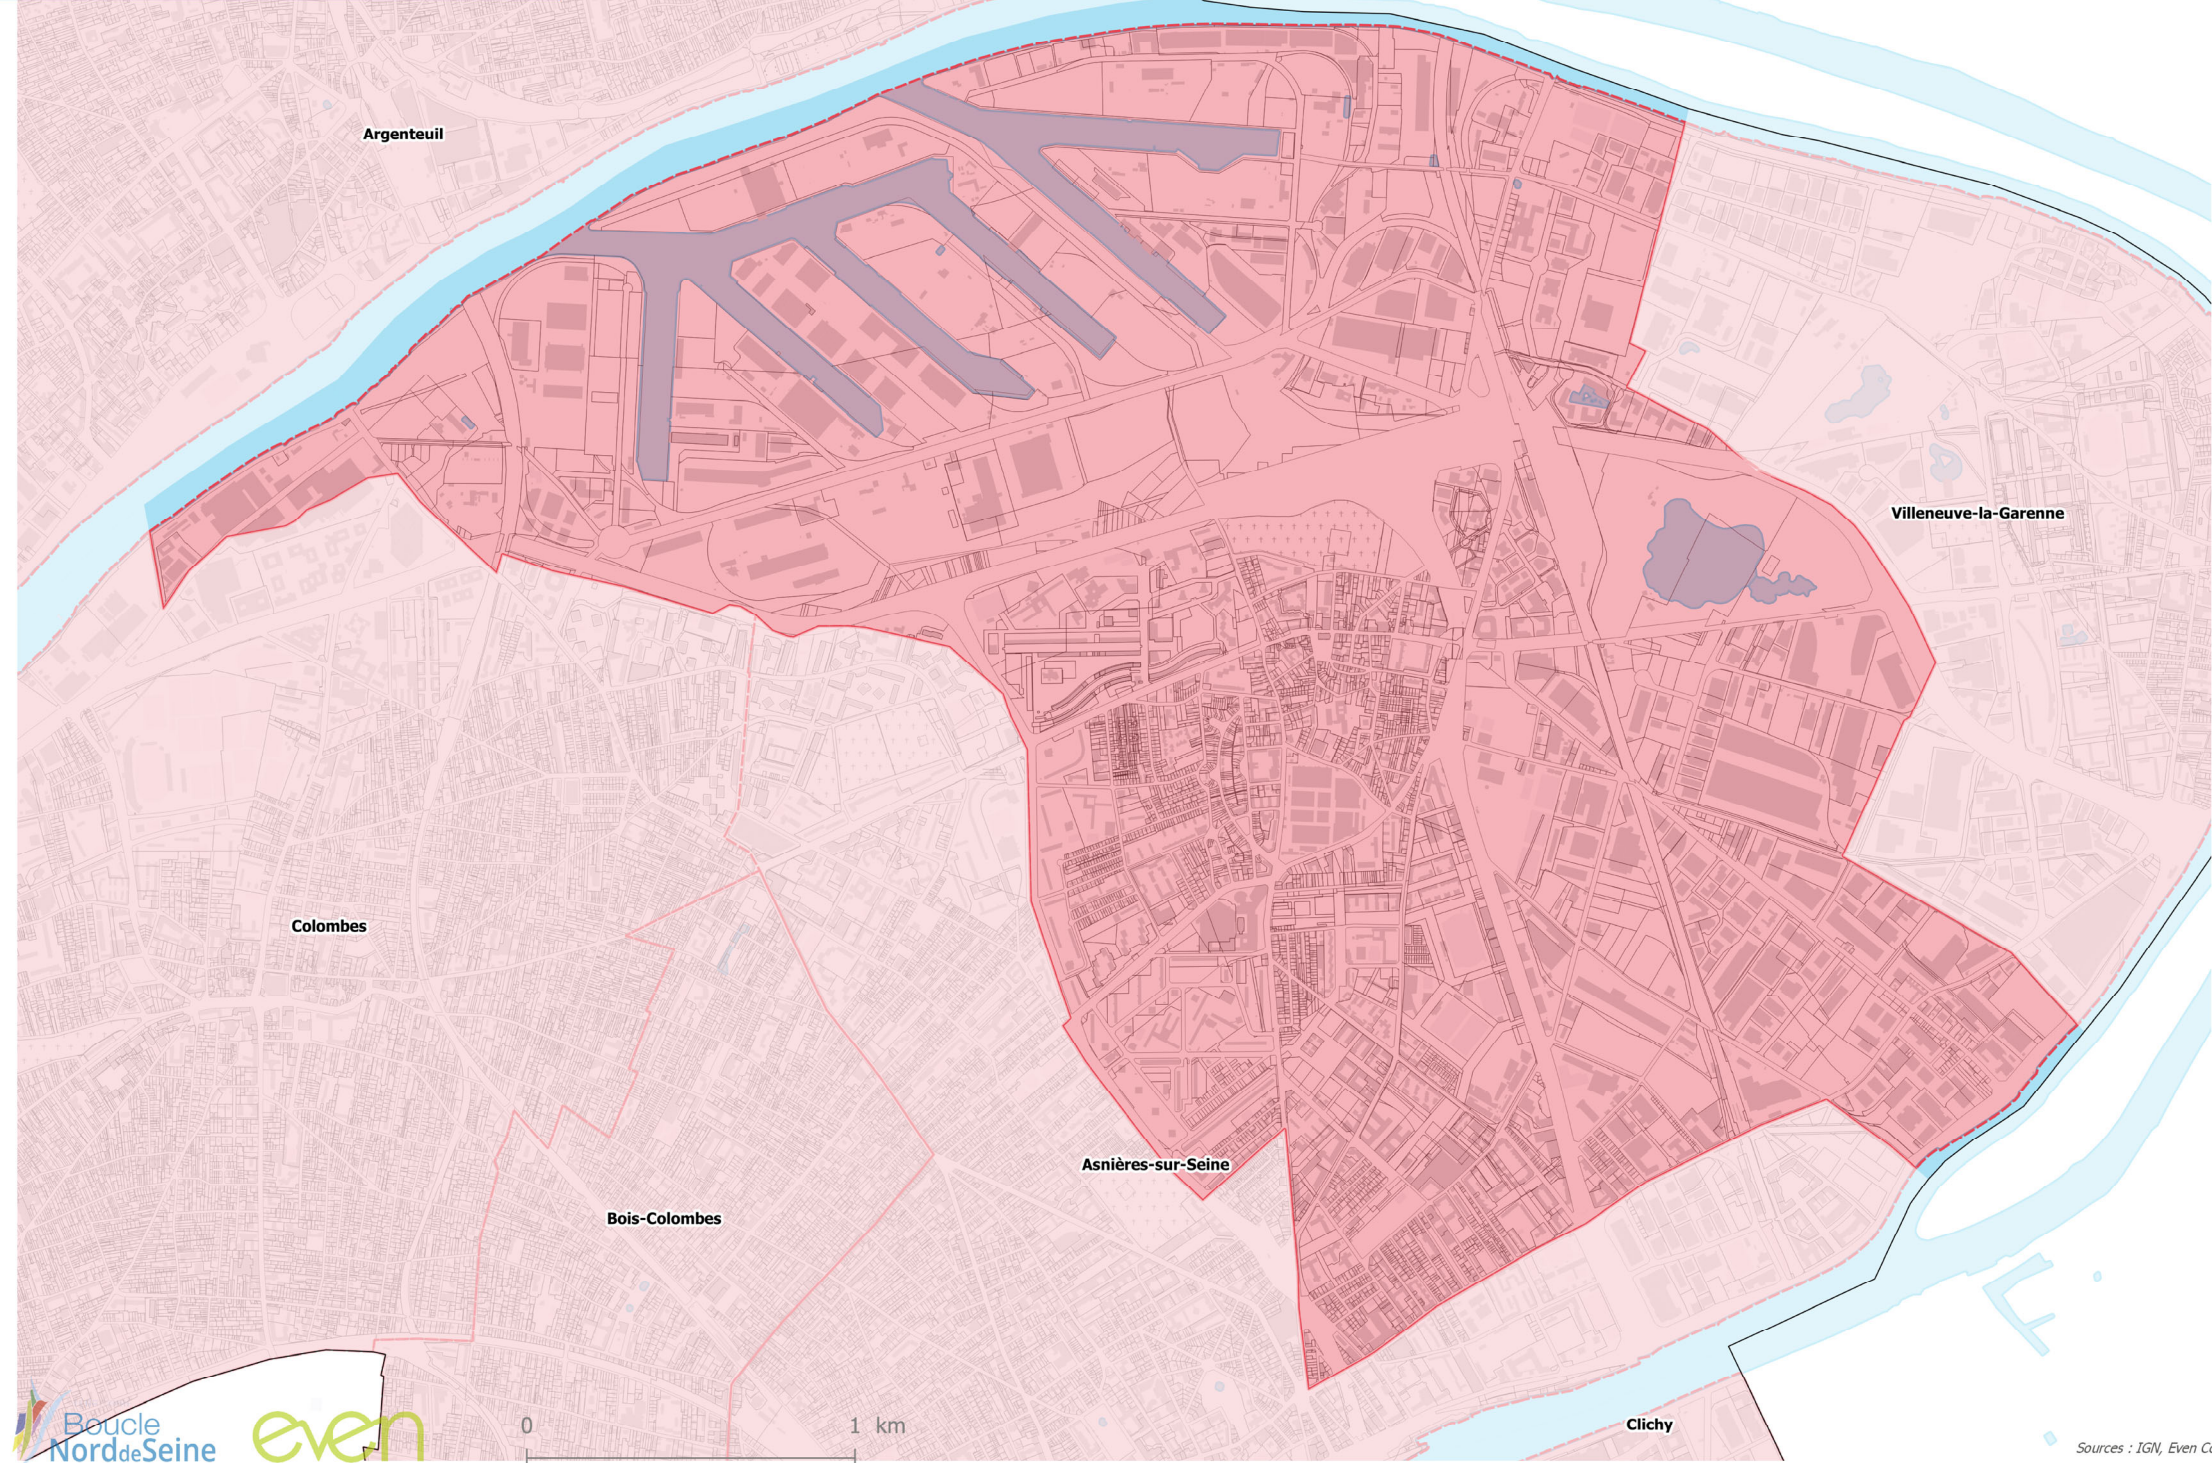 Argenteuil
Villeneuve-la-Garenne
Colombes
Asnières-sur-Seine
Bois-Colombes
Clichy
0 1 km
Boucle
NorddeSeine
even
Sources : IGN, Even